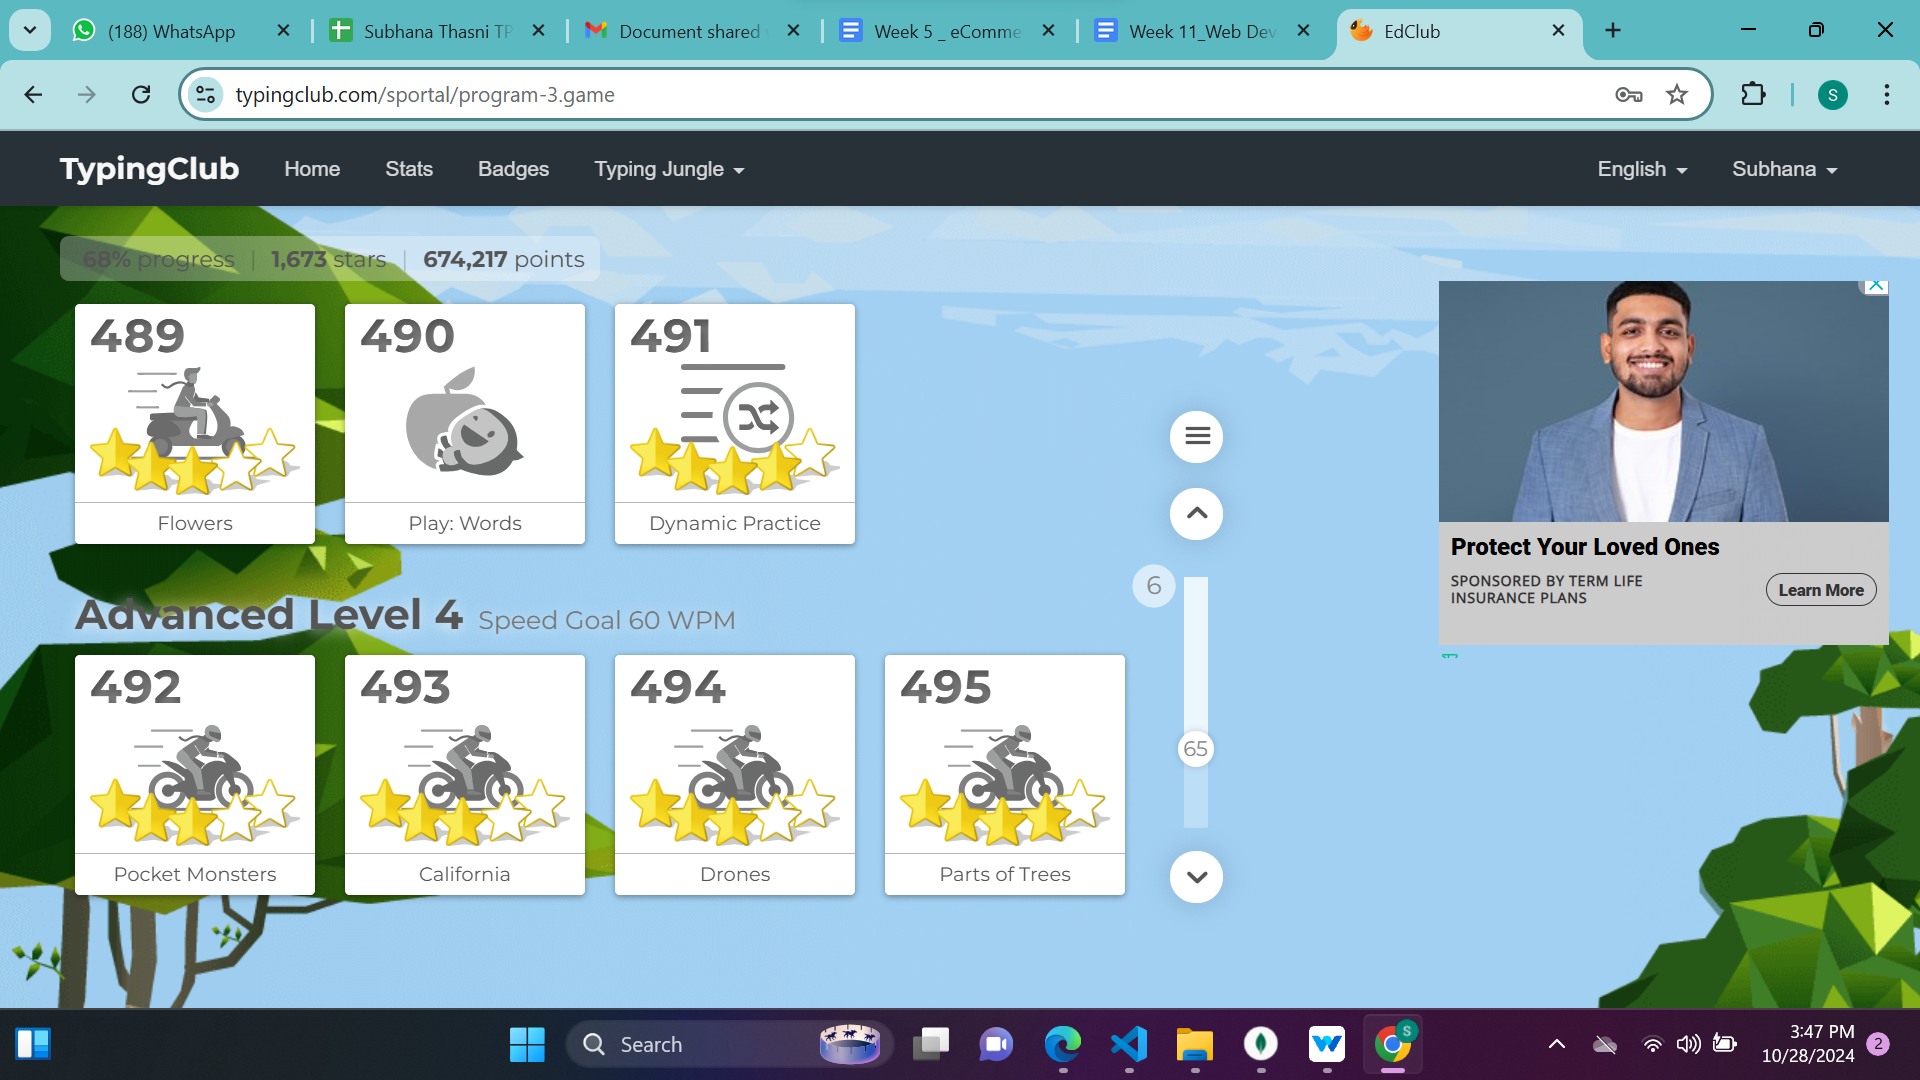 (188) WhatsApp
Subhana Thasni TP
Document shared
Week 5 _ eComme
Week 11_Web Dev
EdClub
typingclub.com/sportal/program-3.game
S
TypingClub
Home
Stats
Badges
Typing Jungle
English
Subhana
68% progress | 1,673 stars | 674,217 points
489
490
491
Flowers
Play: Words
Dynamic Practice
Advanced Level 4 Speed Goal 60 WPM
492
493
494
495
Pocket Monsters
California
Drones
Parts of Trees
6
65
Protect Your Loved Ones
SPONSORED BY TERM LIFE
INSURANCE PLANS
Learn More
Search
S
3:47 PM
10/28/2024
2